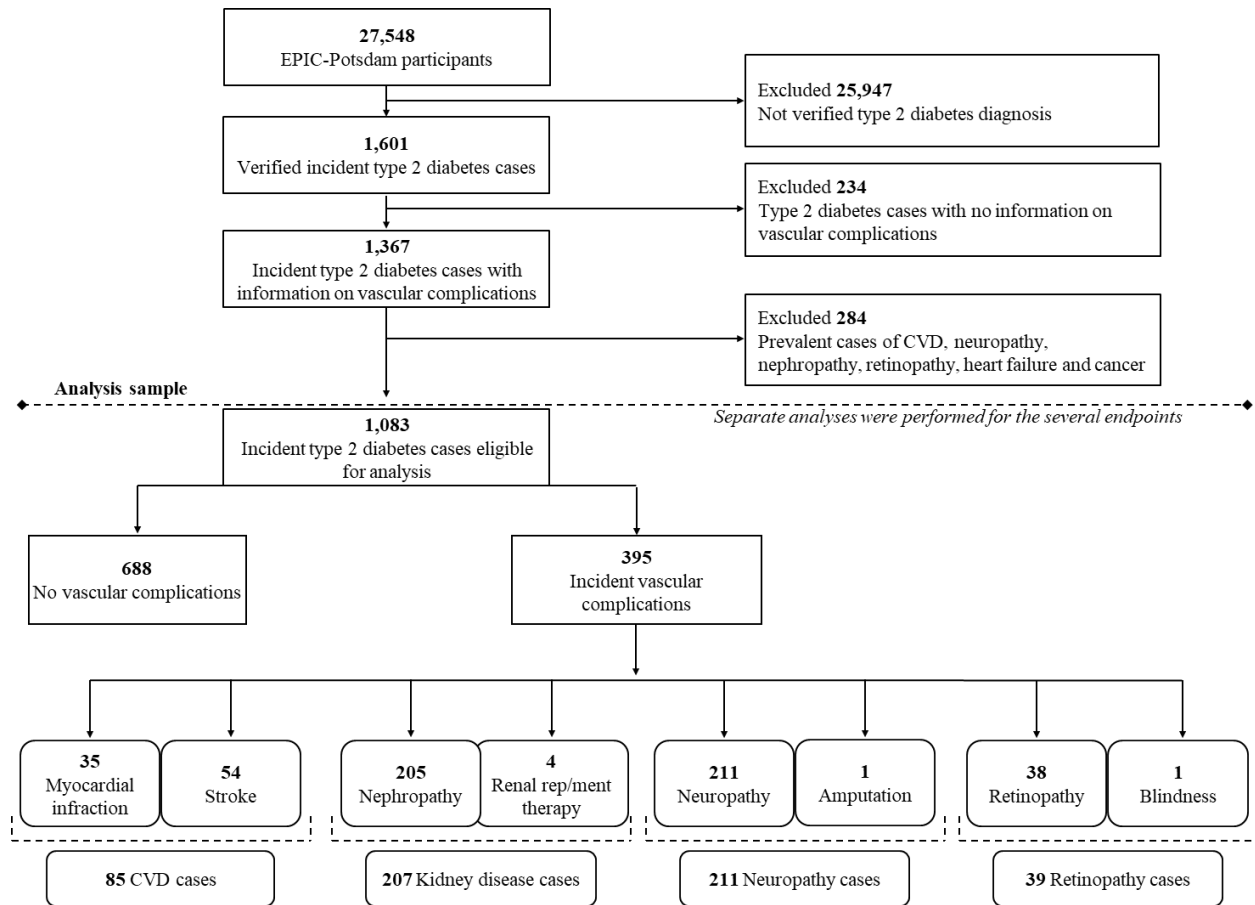 27,548
EPIC-Potsdam participants
Excluded 25,947
Not verified type 2 diabetes diagnosis
1,601
Verified incident type 2 diabetes cases
Excluded 234
Type 2 diabetes cases with no information on
vascular complications
1,367
Incident type 2 diabetes cases with
information on vascular complications
Excluded 284
Prevalent cases of CVD, neuropathy,
nephropathy, retinopathy, heart failure and cancer
Analysis sample
Separate analyses were performed for the several endpoints
1,083
Incident type 2 diabetes cases eligible
for analysis
688
No vascular complications
395
Incident vascular
complications
35
Myocardial
infraction
54
Stroke
205
Nephropathy
4
Renal rep/ment
therapy
211
Neuropathy
1
Amputation
38
Retinopathy
1
Blindness
85 CVD cases
207 Kidney disease cases
211 Neuropathy cases
39 Retinopathy cases